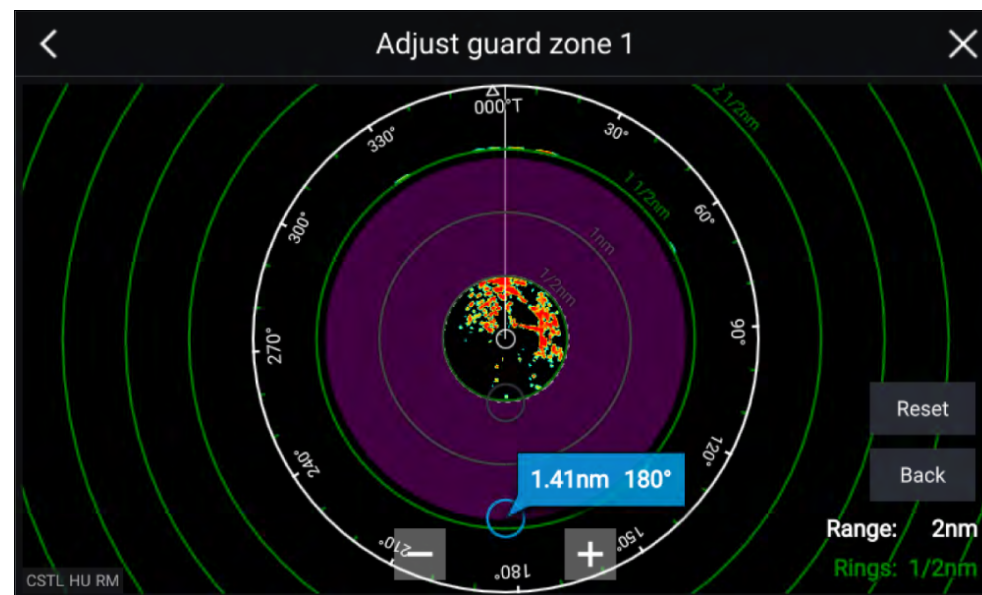 Adjust guard zone 1
000°T
30°
60°
90°
120°
150°
180°
210°
240°
270°
300°
330°
2 1/2nm
1 1/2nm
1nm
1/2nm
1.41nm 180°
Reset
Back
−
+
Range: 2nm
Rings: 1/2nm
CSTL HU RM